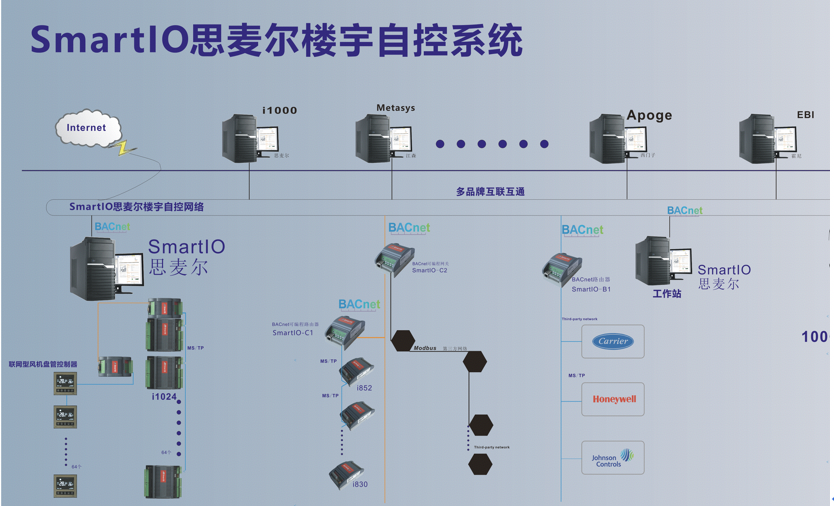 SmartIO思麦尔楼宇自控系统
Internet
i1000
思麦尔
Metasys
江森
Apoge
西门子
EBI
霍尼
多品牌互联互通
SmartIO思麦尔楼宇自控网络
BACnet
SmartIO
思麦尔
BACnet
BACnet可编程网关
SmartIO-C2
BACnet
BACnet路由器
SmartIO-B1
BACnet
SmartIO
思麦尔
工作站
BACnet
BACnet可编程路由器
SmartIO-C1
MS/TP
MS/TP
MS/TP
i852
i830
联网型风机盘管控制器
i1024
64个
64个
Modbus 第三方网络
Third-party network
Third-party network
MS/TP
Carrier
Honeywell
Johnson
Controls
100